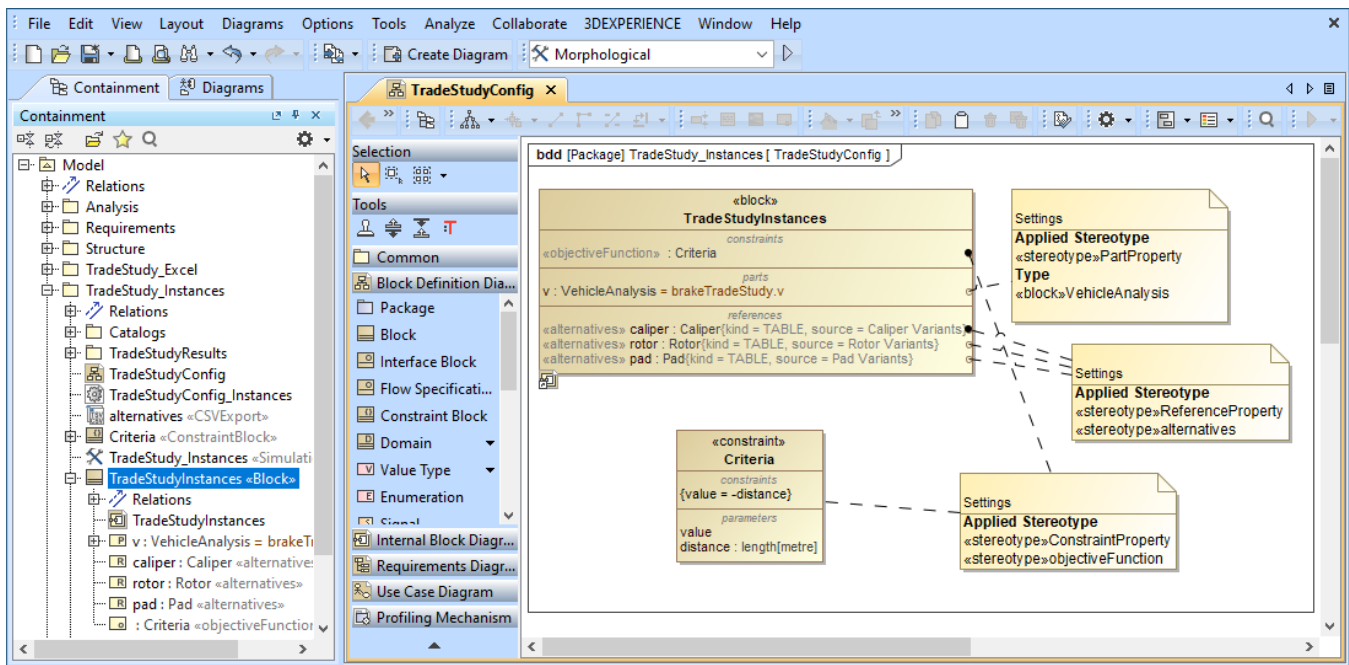 File Edit View Layout Diagrams Options Tools Analyze Collaborate 3DEXPERIENCE Window Help
Create Diagram Morphological
Containment Diagrams
Containment
Model
Relations
Analysis
Requirements
Structure
TradeStudy_Excel
TradeStudy_Instances
Relations
Catalogs
TradeStudyResults
TradeStudyConfig
TradeStudyConfig_Instances
alternatives «CSVExport»
Criteria «ConstraintBlock»
TradeStudy_Instances «Simulati
TradeStudyInstances «Block»
Relations
TradeStudyInstances
v : VehicleAnalysis = brakeTr
caliper : Caliper «alternative
rotor : Rotor «alternatives»
pad : Pad «alternatives»
: Criteria «objectiveFunction
TradeStudyConfig
Selection
Tools
Common
Block Definition Dia...
Package
Block
Interface Block
Flow Specificati...
Constraint Block
Domain
Value Type
Enumeration
Signal
Internal Block Diagr...
Requirements Diagr...
Use Case Diagram
Profiling Mechanism
bdd [Package] TradeStudy_Instances [ TradeStudyConfig ]
«block»
TradeStudyInstances
constraints
«objectiveFunction» : Criteria
parts
v : VehicleAnalysis = brakeTradeStudy.v
references
«alternatives» caliper : Caliper{kind = TABLE, source = Caliper Variants}
«alternatives» rotor : Rotor{kind = TABLE, source = Rotor Variants}
«alternatives» pad : Pad{kind = TABLE, source = Pad Variants}
Settings
Applied Stereotype
«stereotype»PartProperty
Type
«block»VehicleAnalysis
Settings
Applied Stereotype
«stereotype»ReferenceProperty
«stereotype»alternatives
«constraint»
Criteria
constraints
{value = -distance}
parameters
value
distance : length[metre]
Settings
Applied Stereotype
«stereotype»ConstraintProperty
«stereotype»objectiveFunction